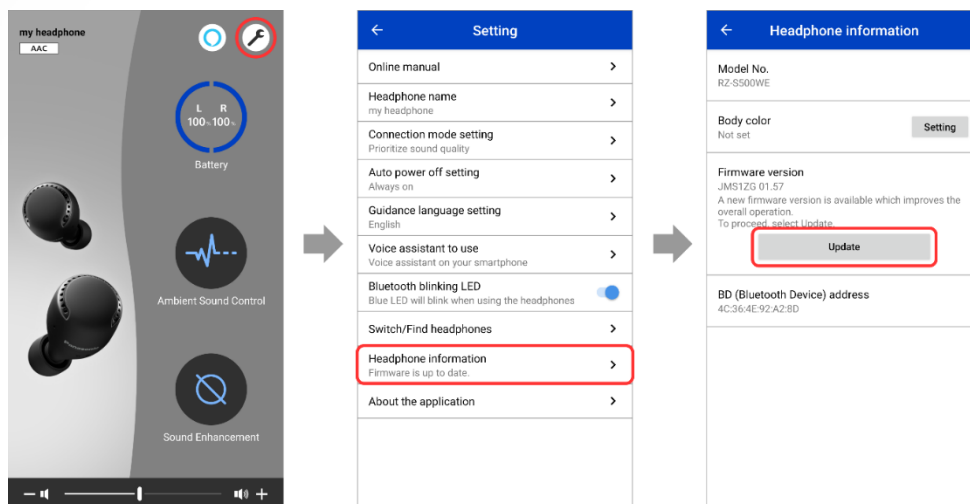 my headphone
AAC
L R
100% 100%
Battery
Ambient Sound Control
Sound Enhancement
Setting
Online manual
Headphone name
my headphone
Connection mode setting
Prioritize sound quality
Auto power off setting
Always on
Guidance language setting
English
Voice assistant to use
Voice assistant on your smartphone
Bluetooth blinking LED
Blue LED will blink when using the headphones
Switch/Find headphones
Headphone information
Firmware is up to date.
About the application
Headphone information
Model No.
RZ-S500WE
Body color
Not set
Setting
Firmware version
JMS1ZG 01.57
A new firmware version is available which improves the
overall operation.
To proceed, select Update.
Update
BD (Bluetooth Device) address
4C:36:4E:92:A2:8D